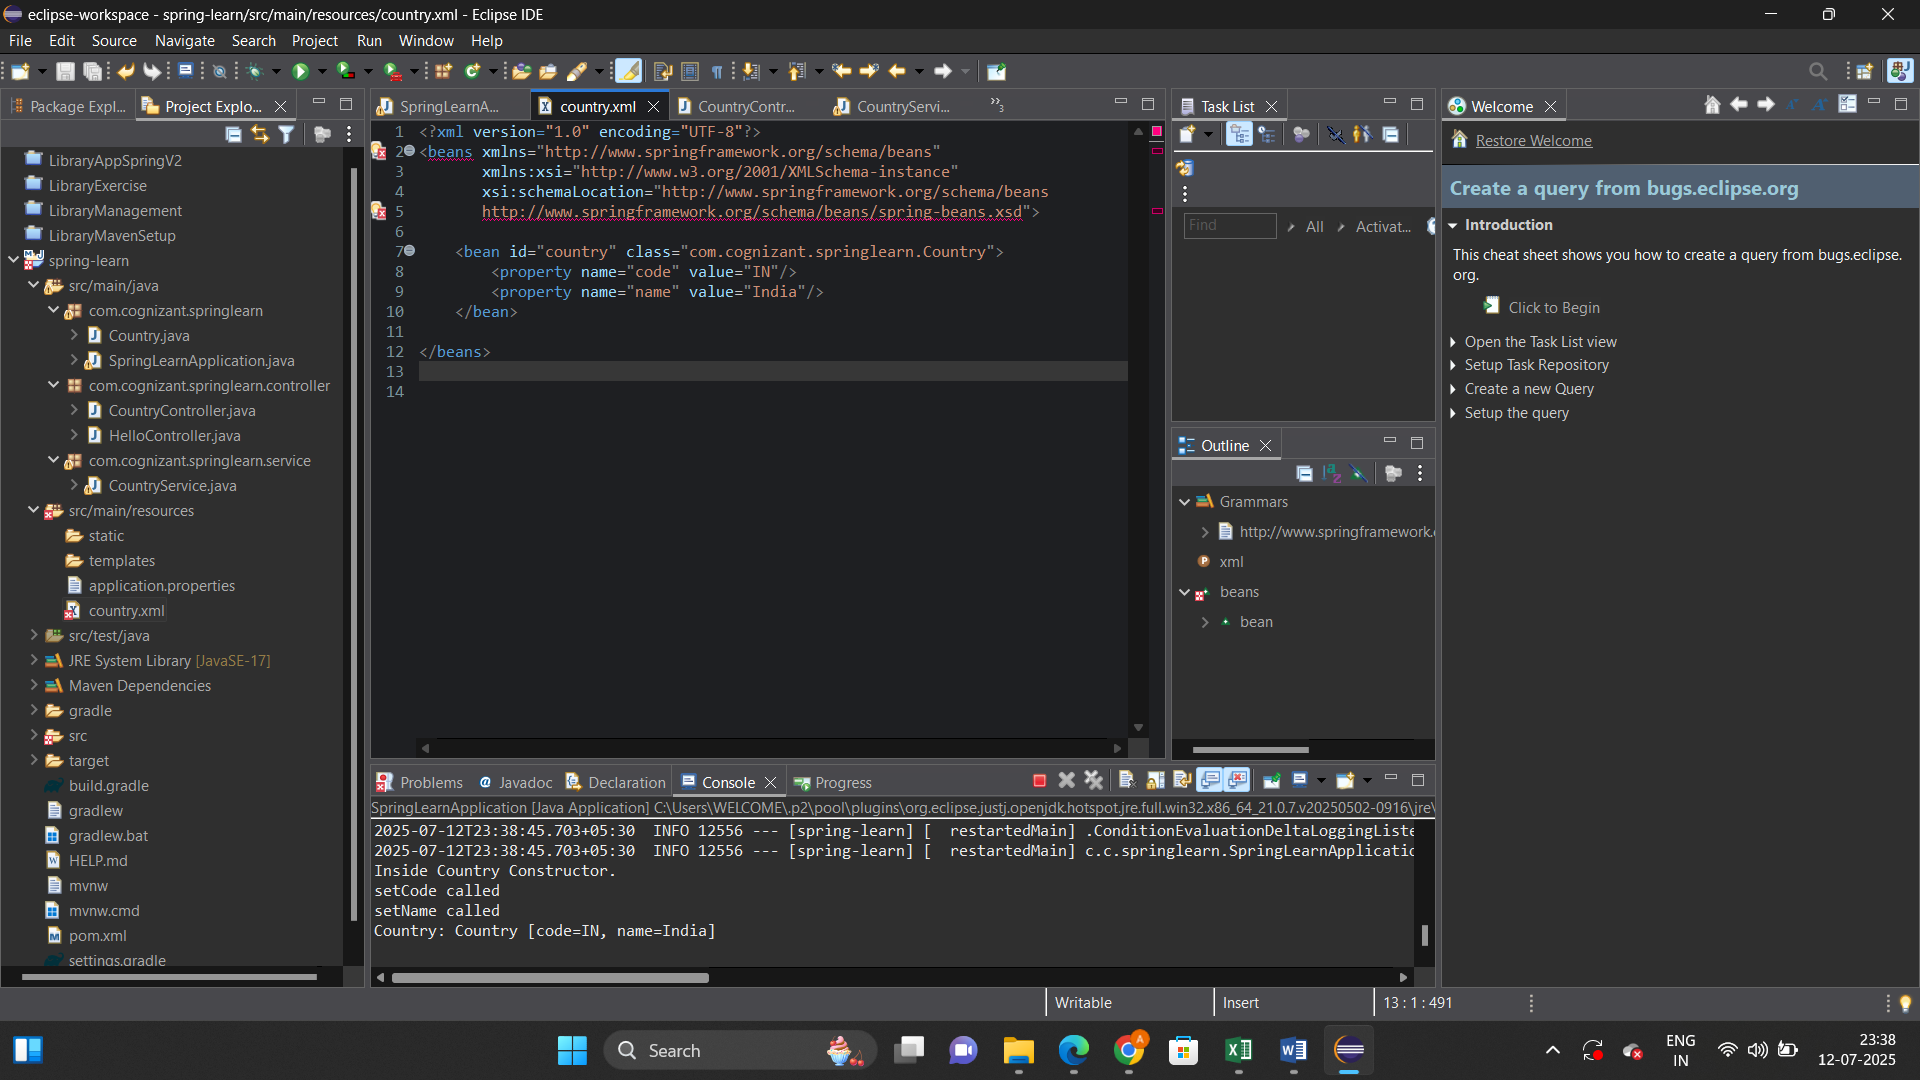 eclipse-workspace - spring-learn/src/main/resources/country.xml - Eclipse IDE
File Edit Source Navigate Search Project Run Window Help
Package Expl...
Project Explo...
LibraryAppSpringV2
LibraryExercise
LibraryManagement
LibraryMavenSetup
spring-learn
src/main/java
com.cognizant.springlearn
Country.java
SpringLearnApplication.java
com.cognizant.springlearn.controller
CountryController.java
HelloController.java
com.cognizant.springlearn.service
CountryService.java
src/main/resources
static
templates
application.properties
country.xml
src/test/java
JRE System Library [JavaSE-17]
Maven Dependencies
gradle
src
target
build.gradle
gradlew
gradlew.bat
HELP.md
mvnw
mvnw.cmd
pom.xml
settings.gradle
SpringLearnA...
country.xml
CountryContr...
CountryServi...
»3
1 <?xml version="1.0" encoding="UTF-8"?>
2 <beans xmlns="http://www.springframework.org/schema/beans"
3 xmlns:xsi="http://www.w3.org/2001/XMLSchema-instance"
4 xsi:schemaLocation="http://www.springframework.org/schema/beans
5 http://www.springframework.org/schema/beans/spring-beans.xsd">
6
7 <bean id="country" class="com.cognizant.springlearn.Country">
8 <property name="code" value="IN"/>
9 <property name="name" value="India"/>
10 </bean>
11
12 </beans>
13
14
Task List
Find
All
Activat...
Outline
Grammars
http://www.springframework.
xml
beans
bean
Welcome
Restore Welcome
Create a query from bugs.eclipse.org
Introduction
This cheat sheet shows you how to create a query from bugs.eclipse.
org.
Click to Begin
Open the Task List view
Setup Task Repository
Create a new Query
Setup the query
Problems
Javadoc
Declaration
Console
Progress
SpringLearnApplication [Java Application] C:\Users\WELCOME\.p2\pool\plugins\org.eclipse.justj.openjdk.hotspot.jre.full.win32.x86_64_21.0.7.v20250502-0916\jre\
2025-07-12T23:38:45.703+05:30 INFO 12556 --- [spring-learn] [ restartedMain] .ConditionEvaluationDeltaLoggingListe
2025-07-12T23:38:45.703+05:30 INFO 12556 --- [spring-learn] [ restartedMain] c.c.springlearn.SpringLearnApplicatio
Inside Country Constructor.
setCode called
setName called
Country: Country [code=IN, name=India]
Writable
Insert
13 : 1 : 491
Search
ENG
IN
23:38
12-07-2025